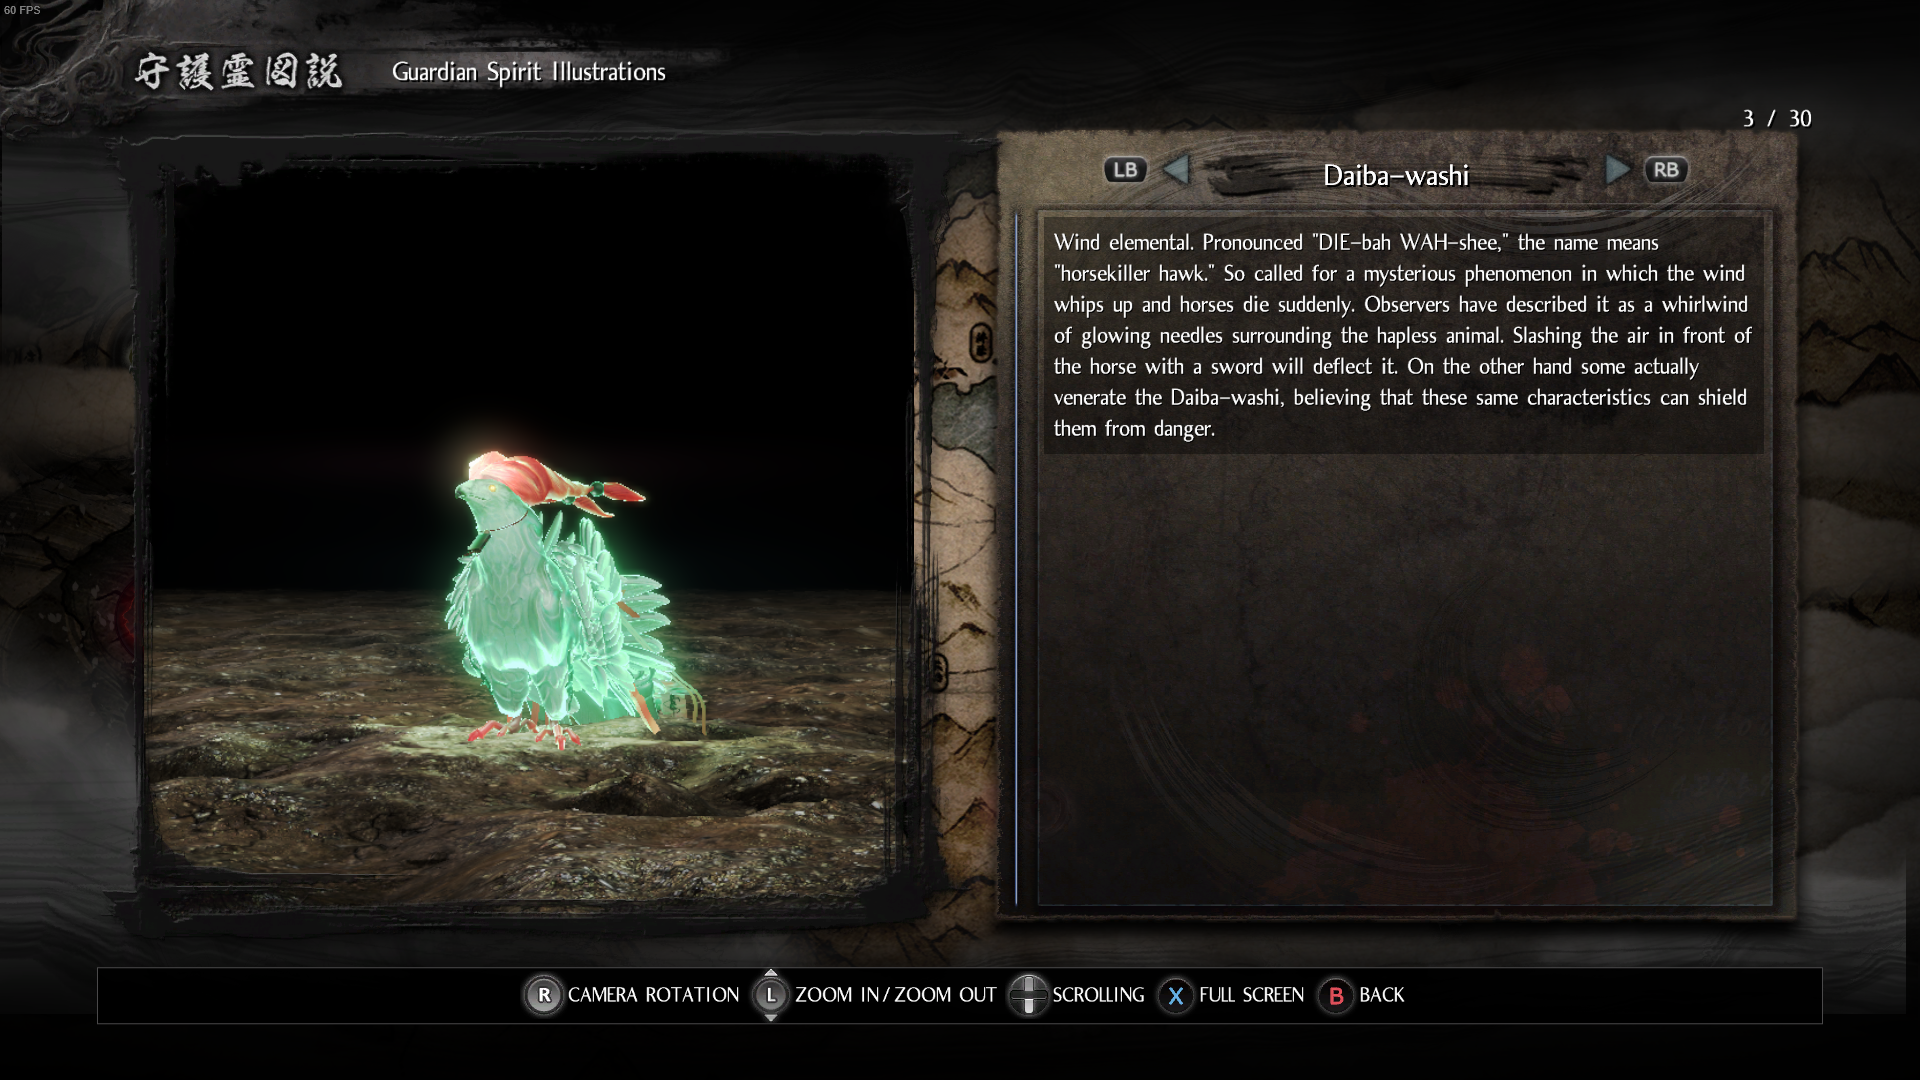 60 FPS
守護霊図説 Guardian Spirit Illustrations
3 / 30
LB Daiba-washi RB
Wind elemental. Pronounced "DIE-bah WAH-shee," the name means
"horsekiller hawk." So called for a mysterious phenomenon in which the wind
whips up and horses die suddenly. Observers have described it as a whirlwind
of glowing needles surrounding the hapless animal. Slashing the air in front of
the horse with a sword will deflect it. On the other hand some actually
venerate the Daiba-washi, believing that these same characteristics can shield
them from danger.
R CAMERA ROTATION L ZOOM IN/ZOOM OUT SCROLLING X FULL SCREEN B BACK